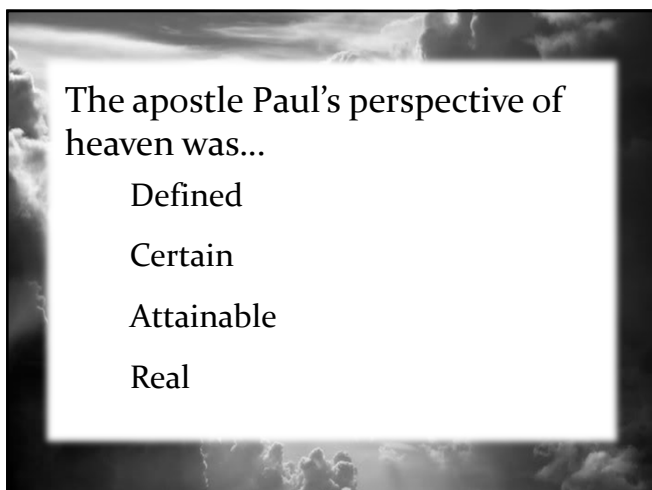 The apostle Paul’s perspective of
heaven was…
Defined
Certain
Attainable
Real